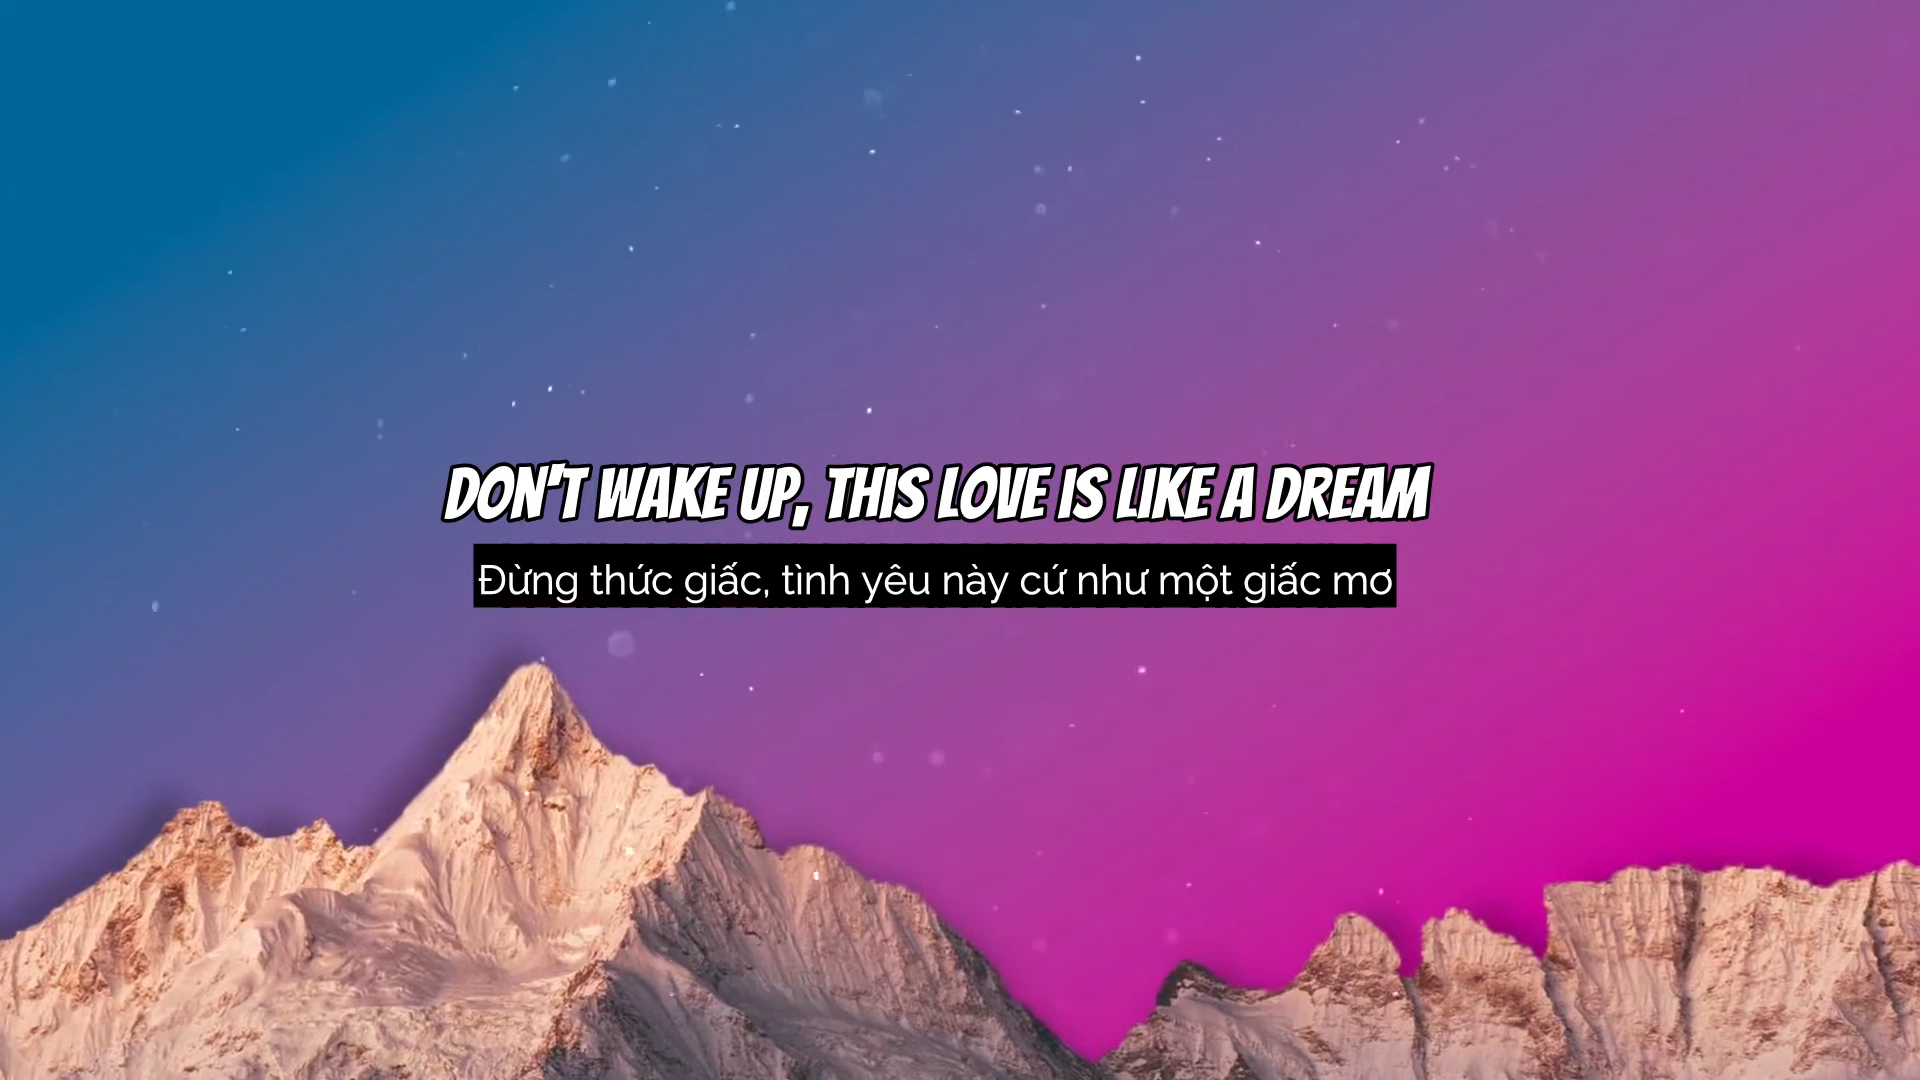 DON'T WAKE UP, THIS LOVE IS LIKE A DREAM
Đừng thức giấc, tình yêu này cứ như một giấc mơ